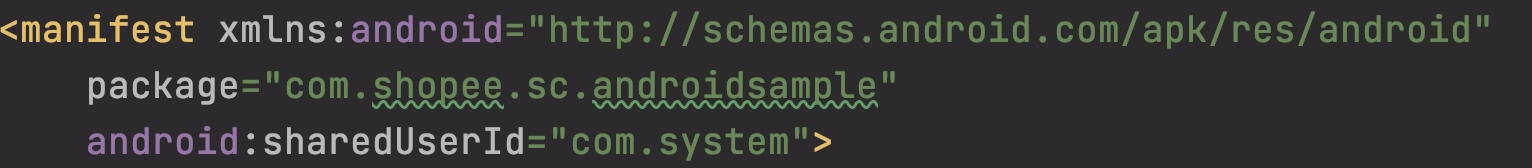 <manifest xmlns:android="http://schemas.android.com/apk/res/android"
package="com.shopee.sc.androidsample"
android:sharedUserId="com.system">